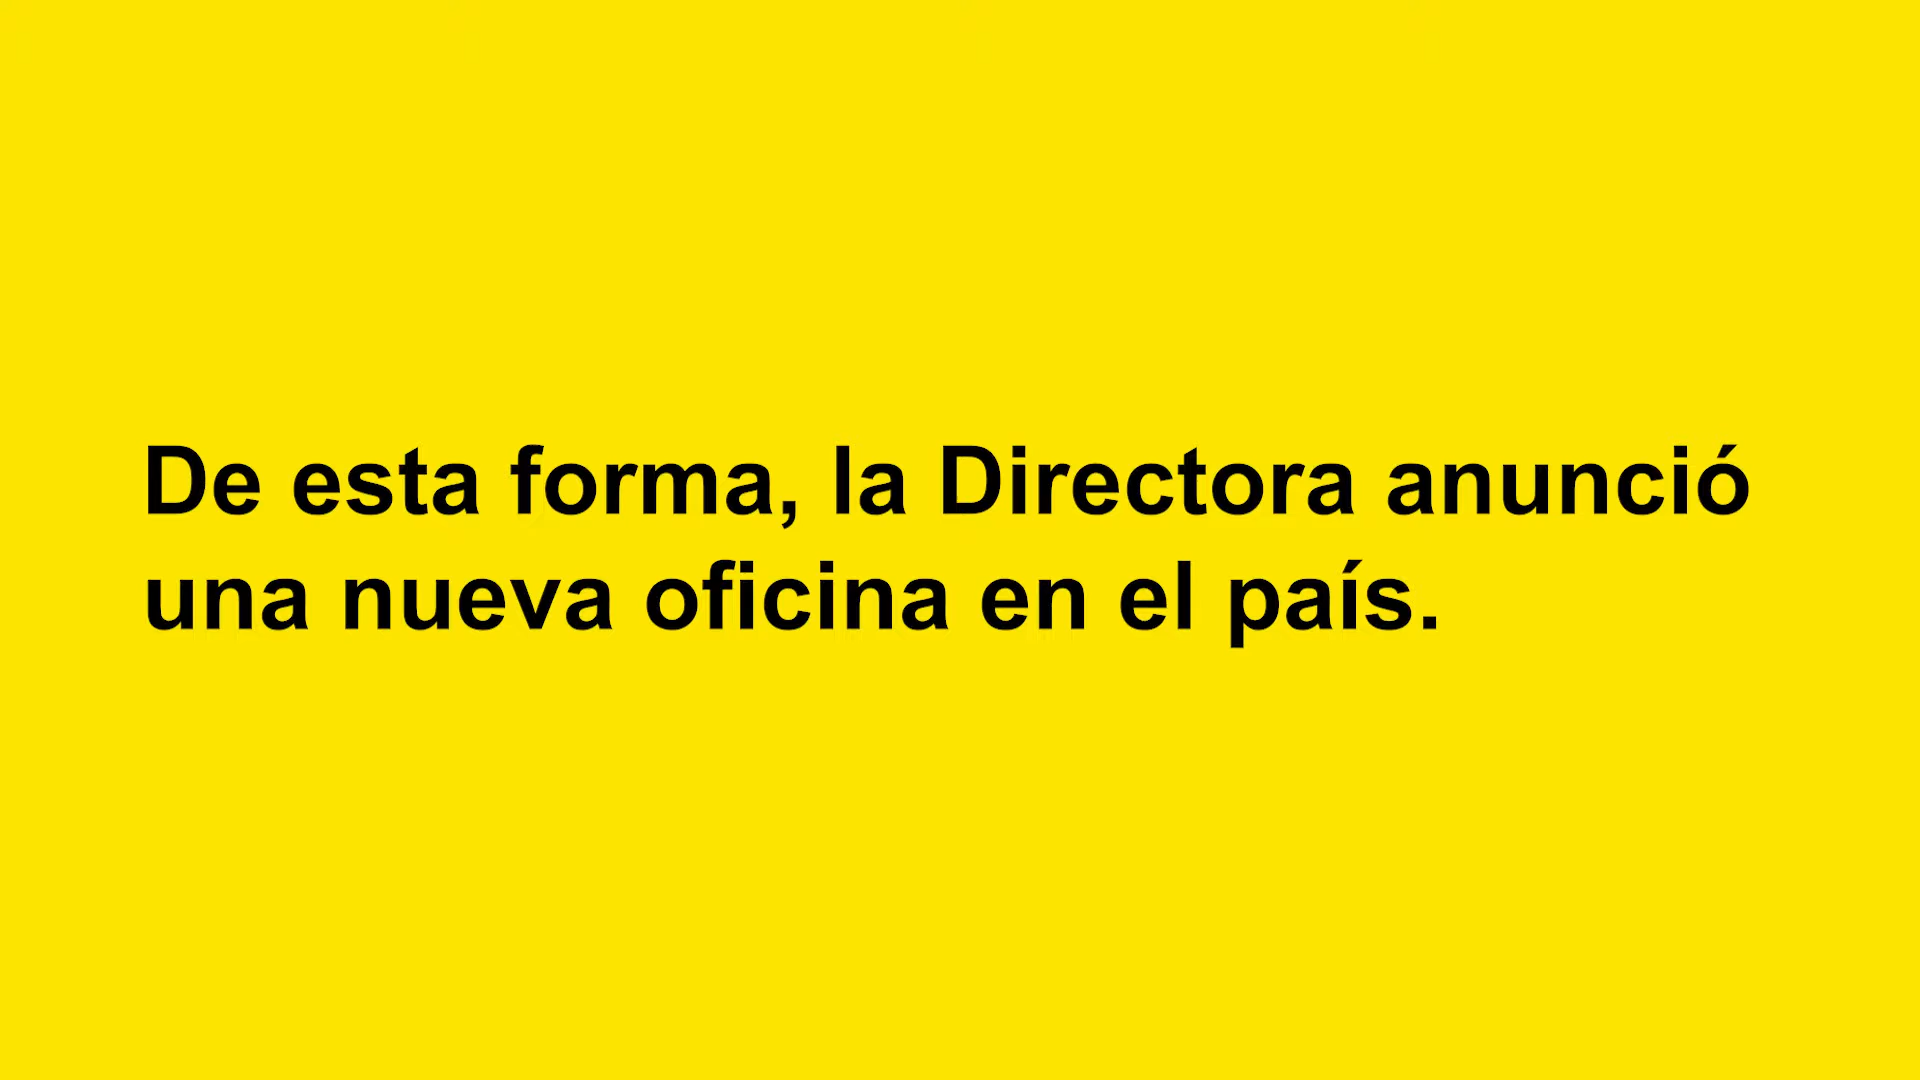 De esta forma, la Directora anunció
una nueva oficina en el país.